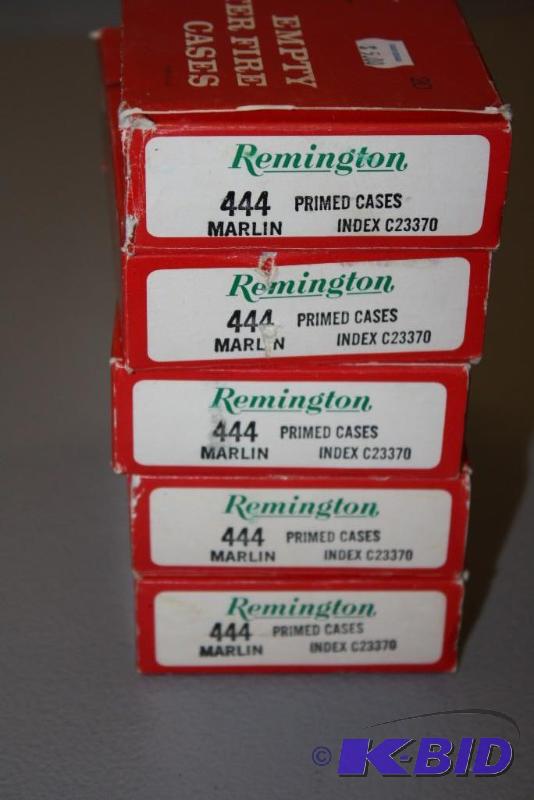 EMPTY
TER FIRE
CASES
20
Remington
444 PRIMED CASES
MARLIN INDEX C23370
Remington
444 PRIMED CASES
MARLIN INDEX C23370
Remington
444 PRIMED CASES
MARLIN INDEX C23370
Remington
444 PRIMED CASES
MARLIN INDEX C23370
Remington
444 PRIMED CASES
MARLIN INDEX C23370
© K-BID